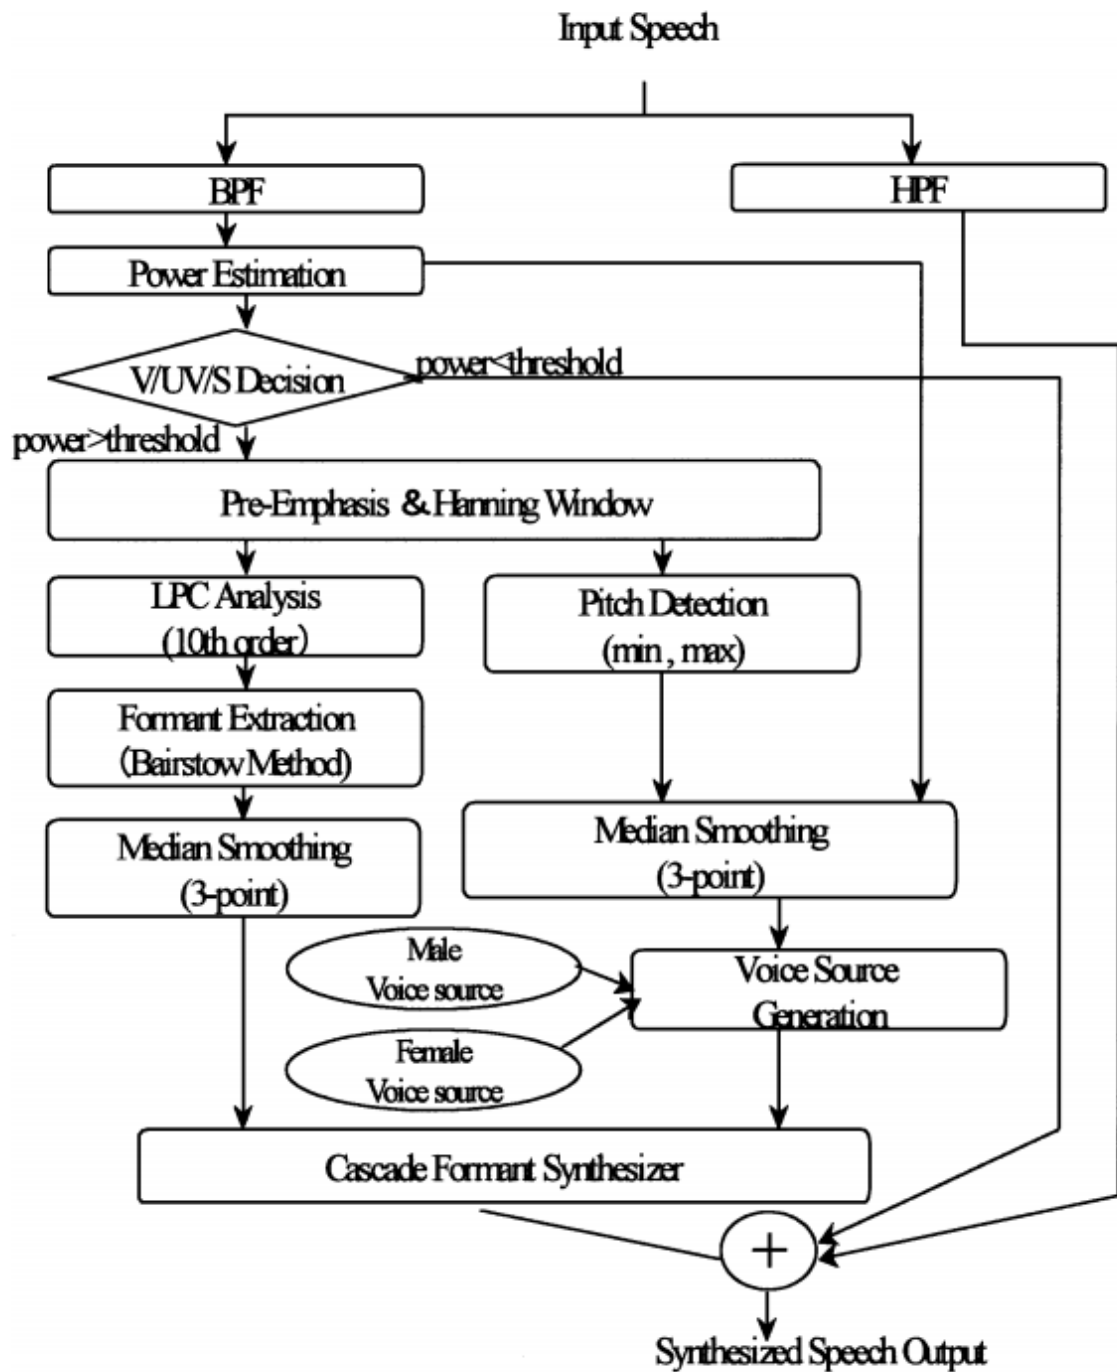 Input Speech
BPF
HPF
Power Estimation
V/UV/S Decision
power<threshold
power>threshold
Pre-Emphasis & Hanning Window
LPC Analysis
(10th order)
Pitch Detection
(min , max)
Formant Extraction
(Bairstow Method)
Median Smoothing
(3-point)
Median Smoothing
(3-point)
Male
Voice source
Voice Source
Generation
Female
Voice source
Cascade Formant Synthesizer
+
Synthesized Speech Output